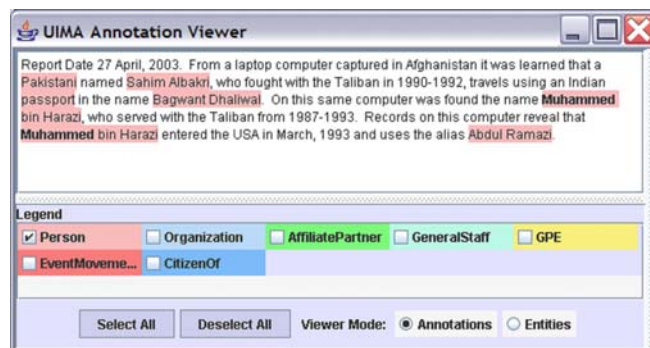 UIMA Annotation Viewer
Report Date 27 April, 2003. From a laptop computer captured in Afghanistan it was learned that a
Pakistani named Sahim Albakri, who fought with the Taliban in 1990-1992, travels using an Indian
passport in the name Bagwant Dhaliwal. On this same computer was found the name Muhammed
bin Harazi, who served with the Taliban from 1987-1993. Records on this computer reveal that
Muhammed bin Harazi entered the USA in March, 1993 and uses the alias Abdul Ramazi.
Legend
Person Organization AffiliatePartner GeneralStaff GPE
EventMoveme... CitizenOf
Select All Deselect All Viewer Mode: Annotations Entities